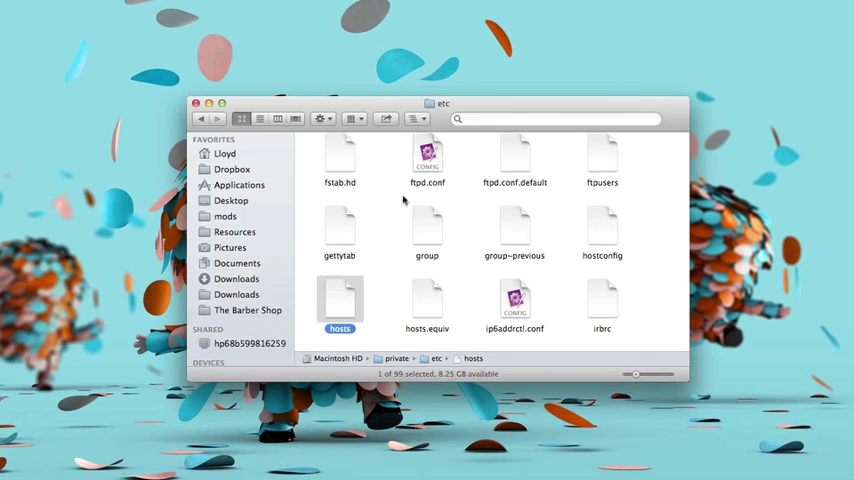 etc
FAVORITES
Lloyd
Dropbox
Applications
Desktop
mods
Resources
Pictures
Documents
Downloads
Downloads
The Barber Shop
SHARED
hp68b599816259
DEVICES
fstab.hd
CONFIG
ftpd.conf
ftpd.conf.default
ftpusers
gettytab
group
group~previous
hostconfig
hosts
hosts.equiv
CONFIG
ip6addrctl.conf
irbrc
Macintosh HD ▸ private ▸ etc ▸ hosts
1 of 99 selected, 8.25 GB available